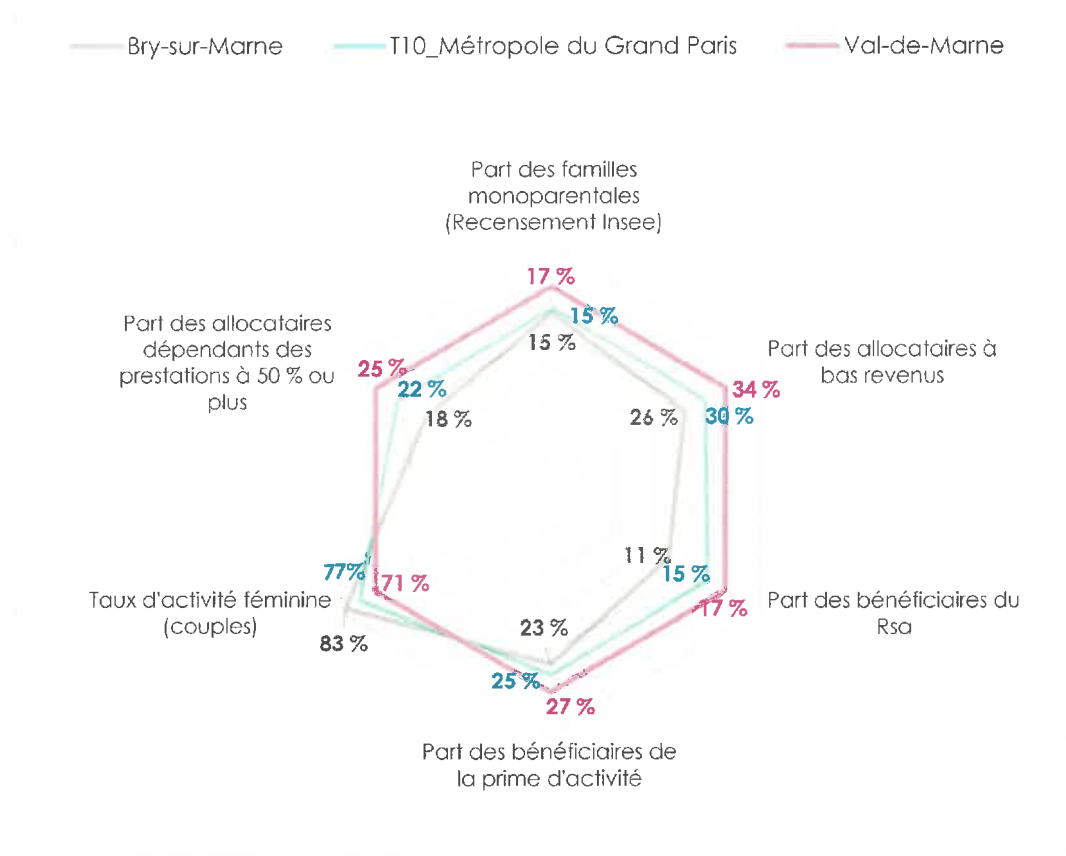 Bry-sur-Marne
T10_Métropole du Grand Paris
Val-de-Marne
Part des familles
monoparentales
(Recensement Insee)
17 %
15 %
15 %
Part des allocataires
dépendants des
prestations à 50 % ou
plus
25 %
22 %
18 %
Part des allocataires à
bas revenus
34 %
30 %
26 %
11 %
15 %
17 %
Part des bénéficiaires du
Rsa
77%
71 %
83 %
Taux d'activité féminine
(couples)
23 %
25 %
27 %
Part des bénéficiaires de
la prime d'activité